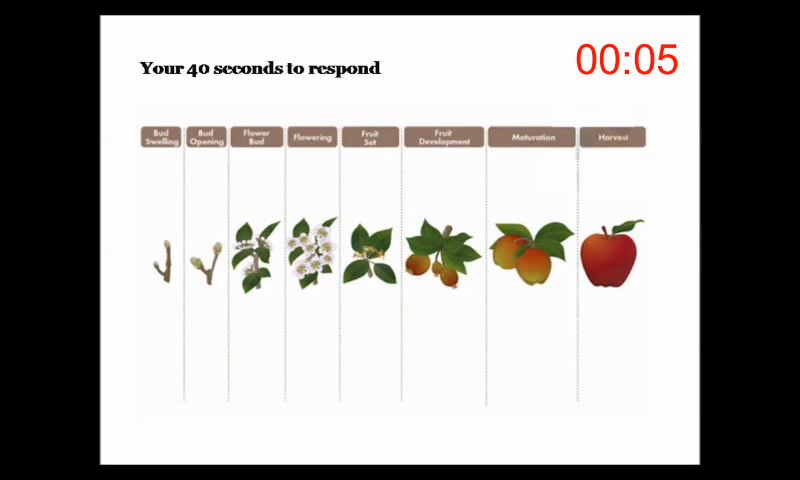 Your 40 seconds to respond
00:05
Bud
Swelling
Bud
Opening
Flower
Bud
Flowering
Fruit
Set
Fruit
Development
Maturation
Harvest